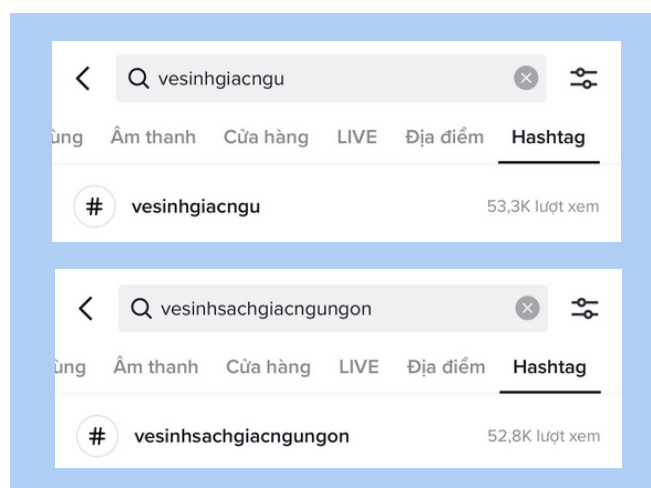 vesinhgiacngu
ùng Âm thanh Cửa hàng LIVE Địa điểm Hashtag
# vesinhgiacngu 53,3K lượt xem
vesinhsachgiacngungon
ùng Âm thanh Cửa hàng LIVE Địa điểm Hashtag
# vesinhsachgiacngungon 52,8K lượt xem